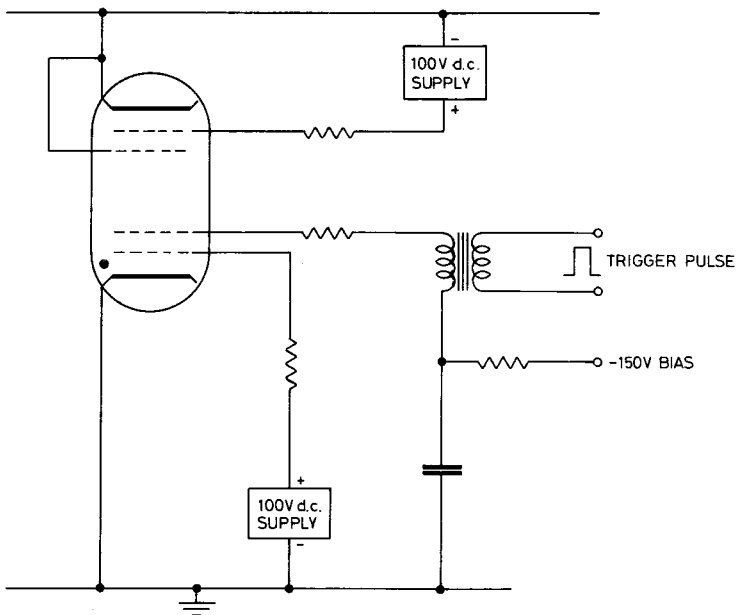 -
100V d.c.
SUPPLY
+
TRIGGER PULSE
-150V BIAS
+
100V d.c.
SUPPLY
-